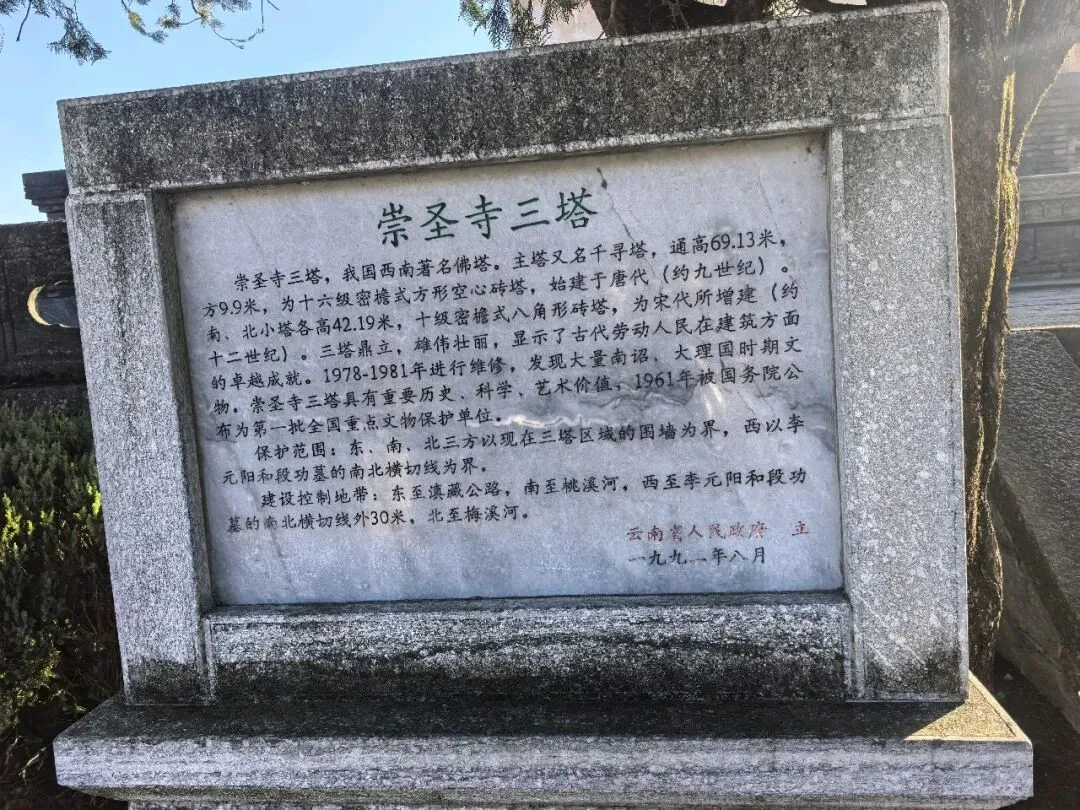 崇圣寺三塔
崇圣寺三塔，我国西南著名佛塔。主塔又名千寻塔，通高69.13米，
方9.9米，为十六级密檐式方形空心砖塔，始建于唐代（约九世纪）。
南、北小塔各高42.19米，十级密檐式八角形砖塔，为宋代所增建（约
十二世纪）。三塔鼎立，雄伟壮丽，显示了古代劳动人民在建筑方面
的卓越成就。1978-1981年进行维修，发现大量南诏、大理国时期文
物。崇圣寺三塔具有重要历史、科学、艺术价值，1961年被国务院公
布为第一批全国重点文物保护单位。
保护范围：东、南、北三方以现在三塔区域的围墙为界，西以李
元阳和段功墓的南北横切线为界。
建设控制地带：东至滇藏公路，南至桃溪河，西至李元阳和段功
墓的南北横切线外30米，北至梅溪河。
云南省人民政府 立
一九九二年八月